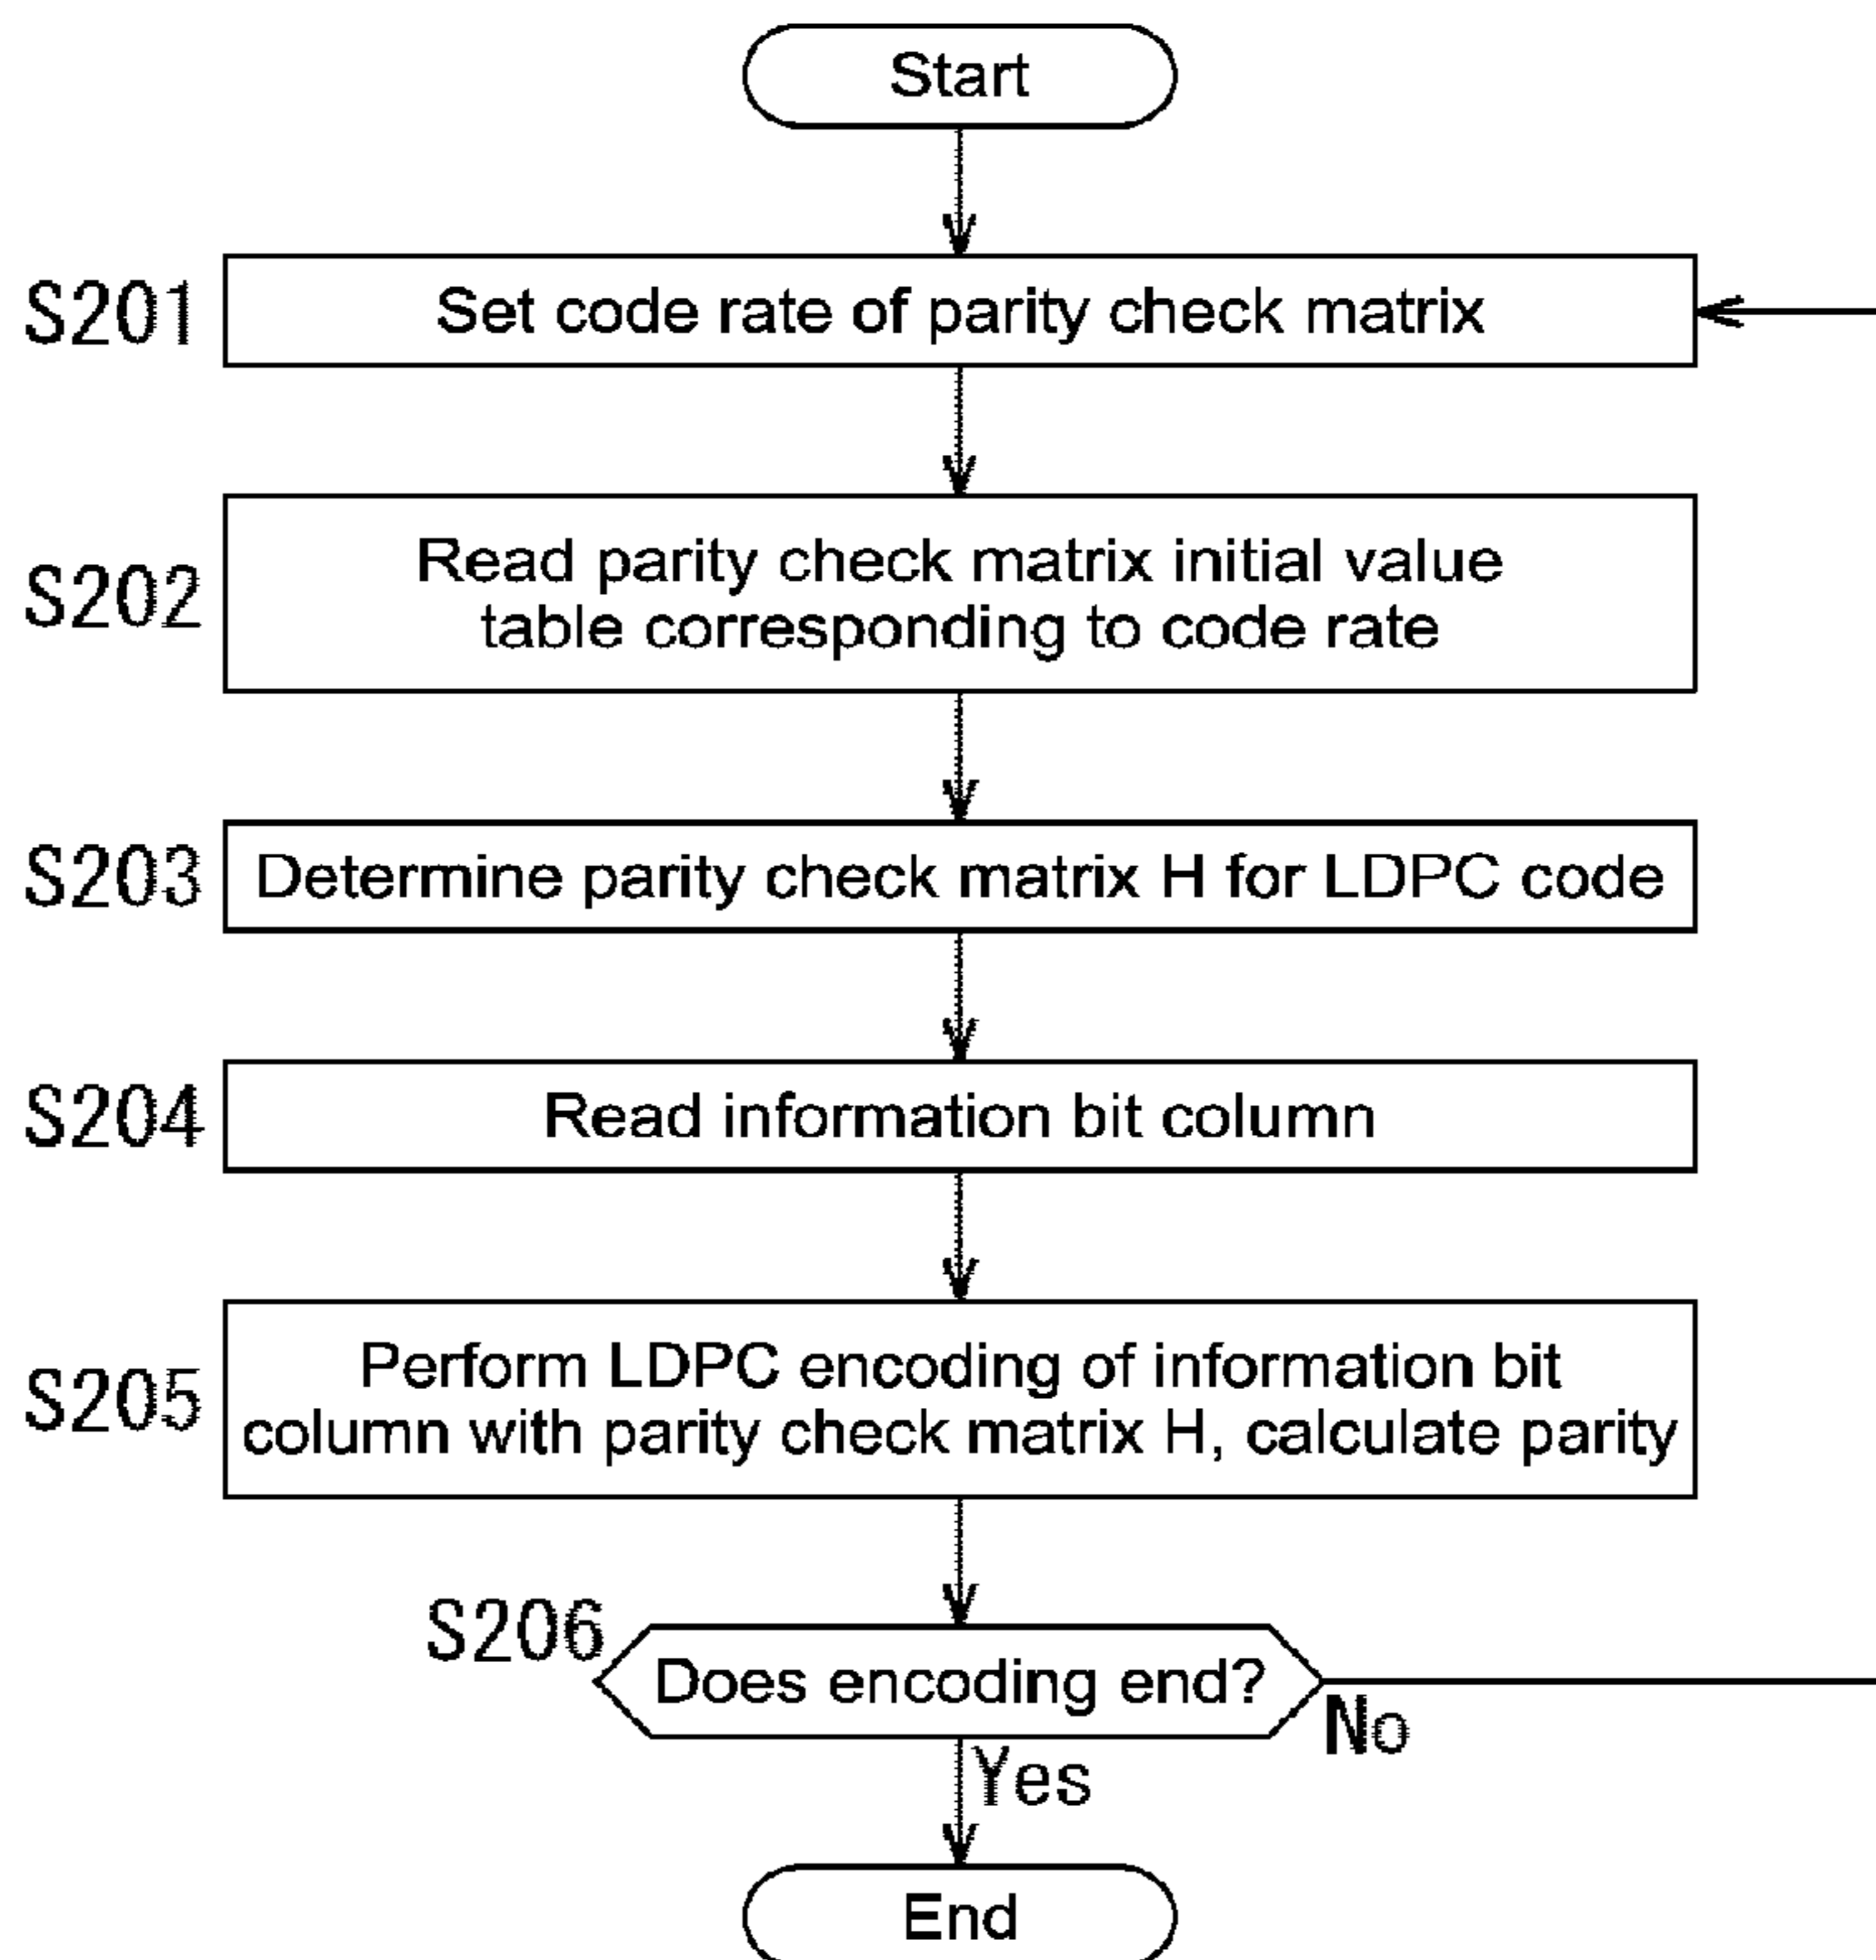 Start
S201
Set code rate of parity check matrix
S202
Read parity check matrix initial value
table corresponding to code rate
S203
Determine parity check matrix H for LDPC code
S204
Read information bit column
S205
Perform LDPC encoding of information bit
column with parity check matrix H, calculate parity
S206
Does encoding end?
No
Yes
End